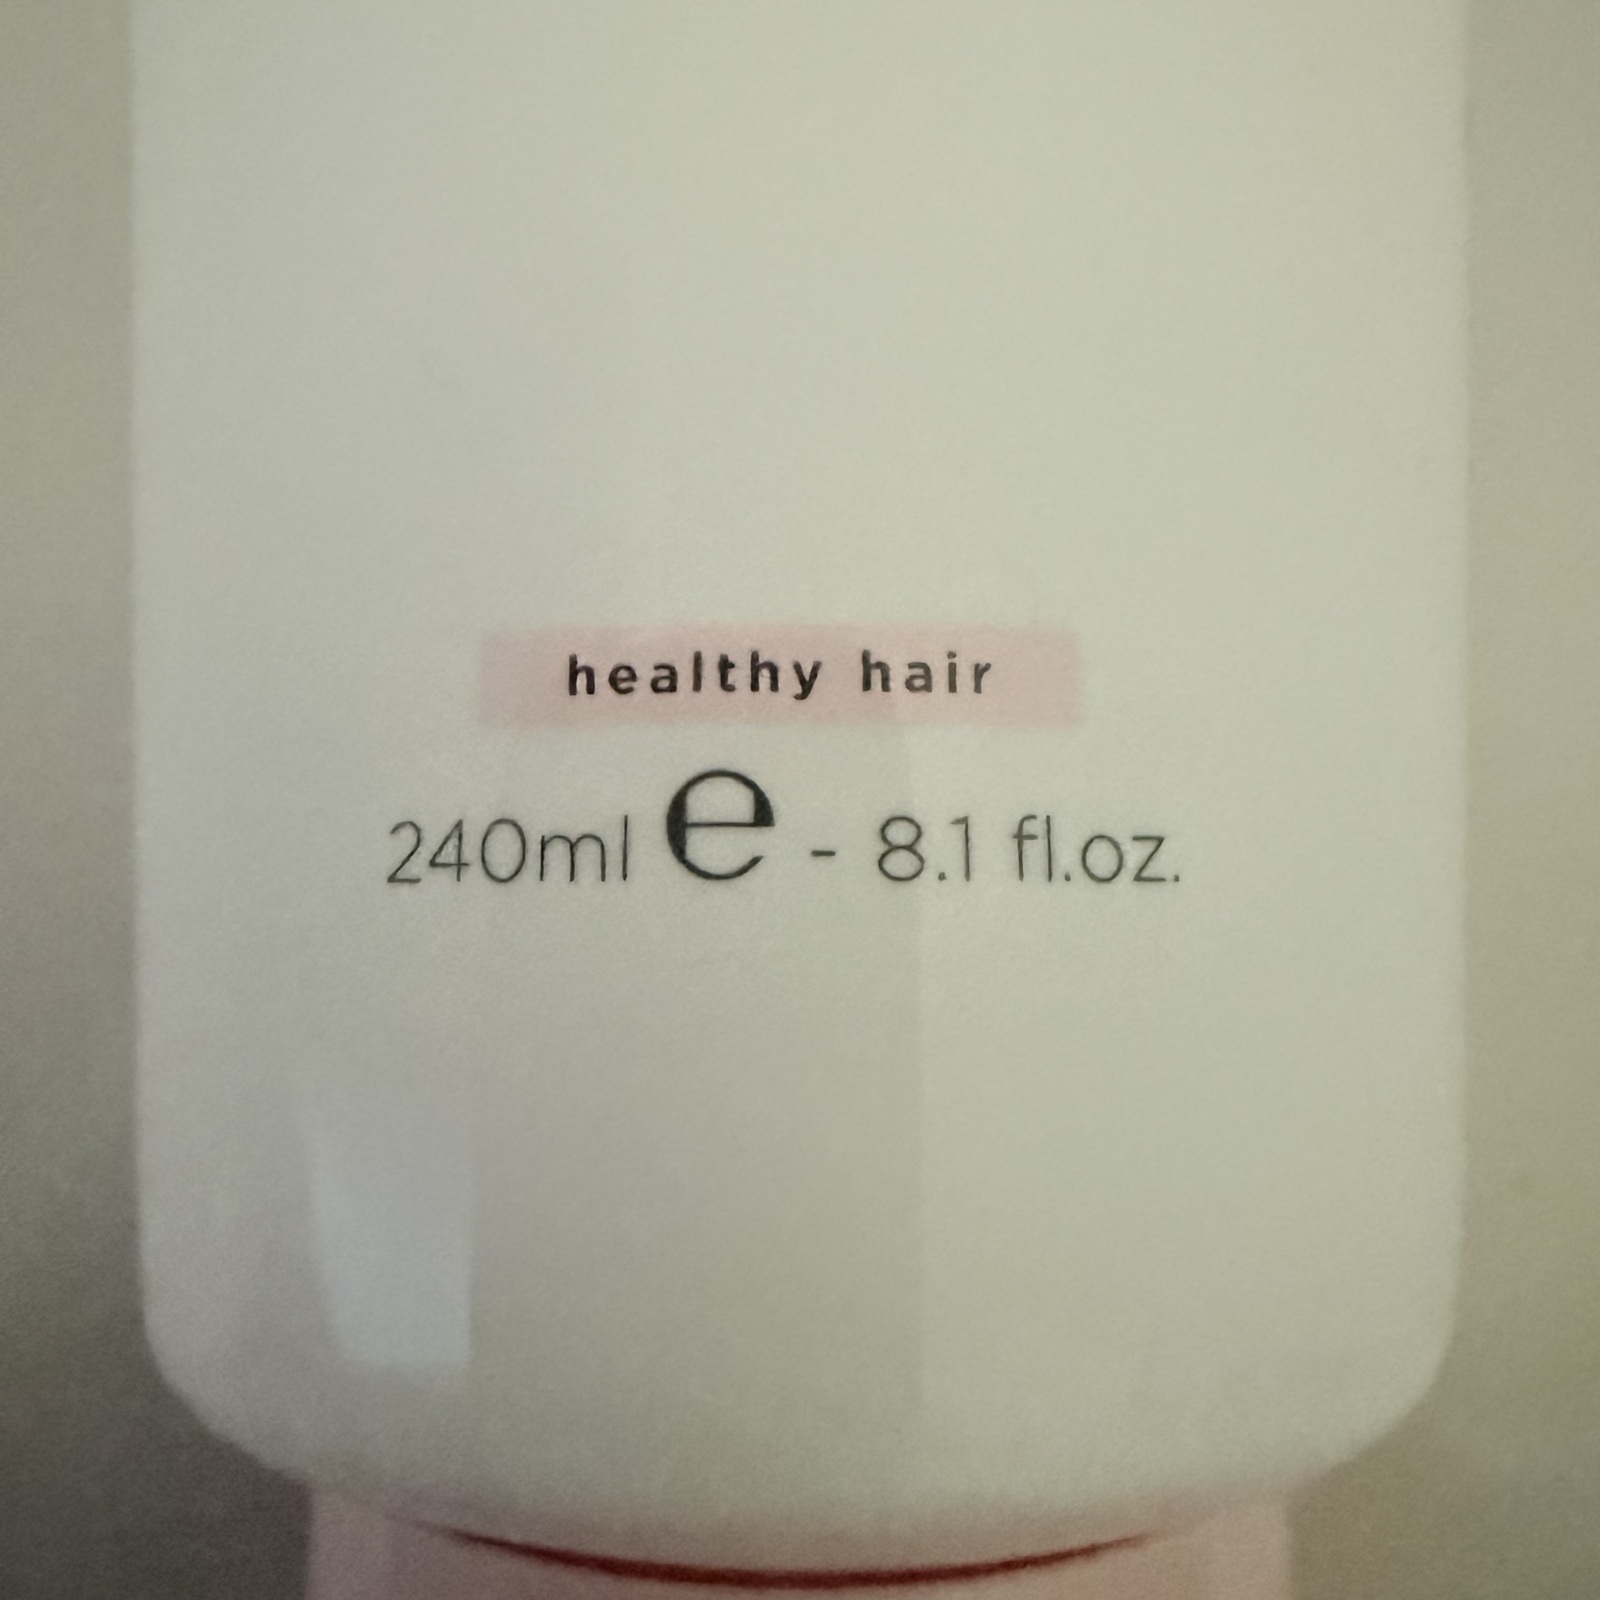 healthy hair
240ml ℮ - 8.1 fl.oz.